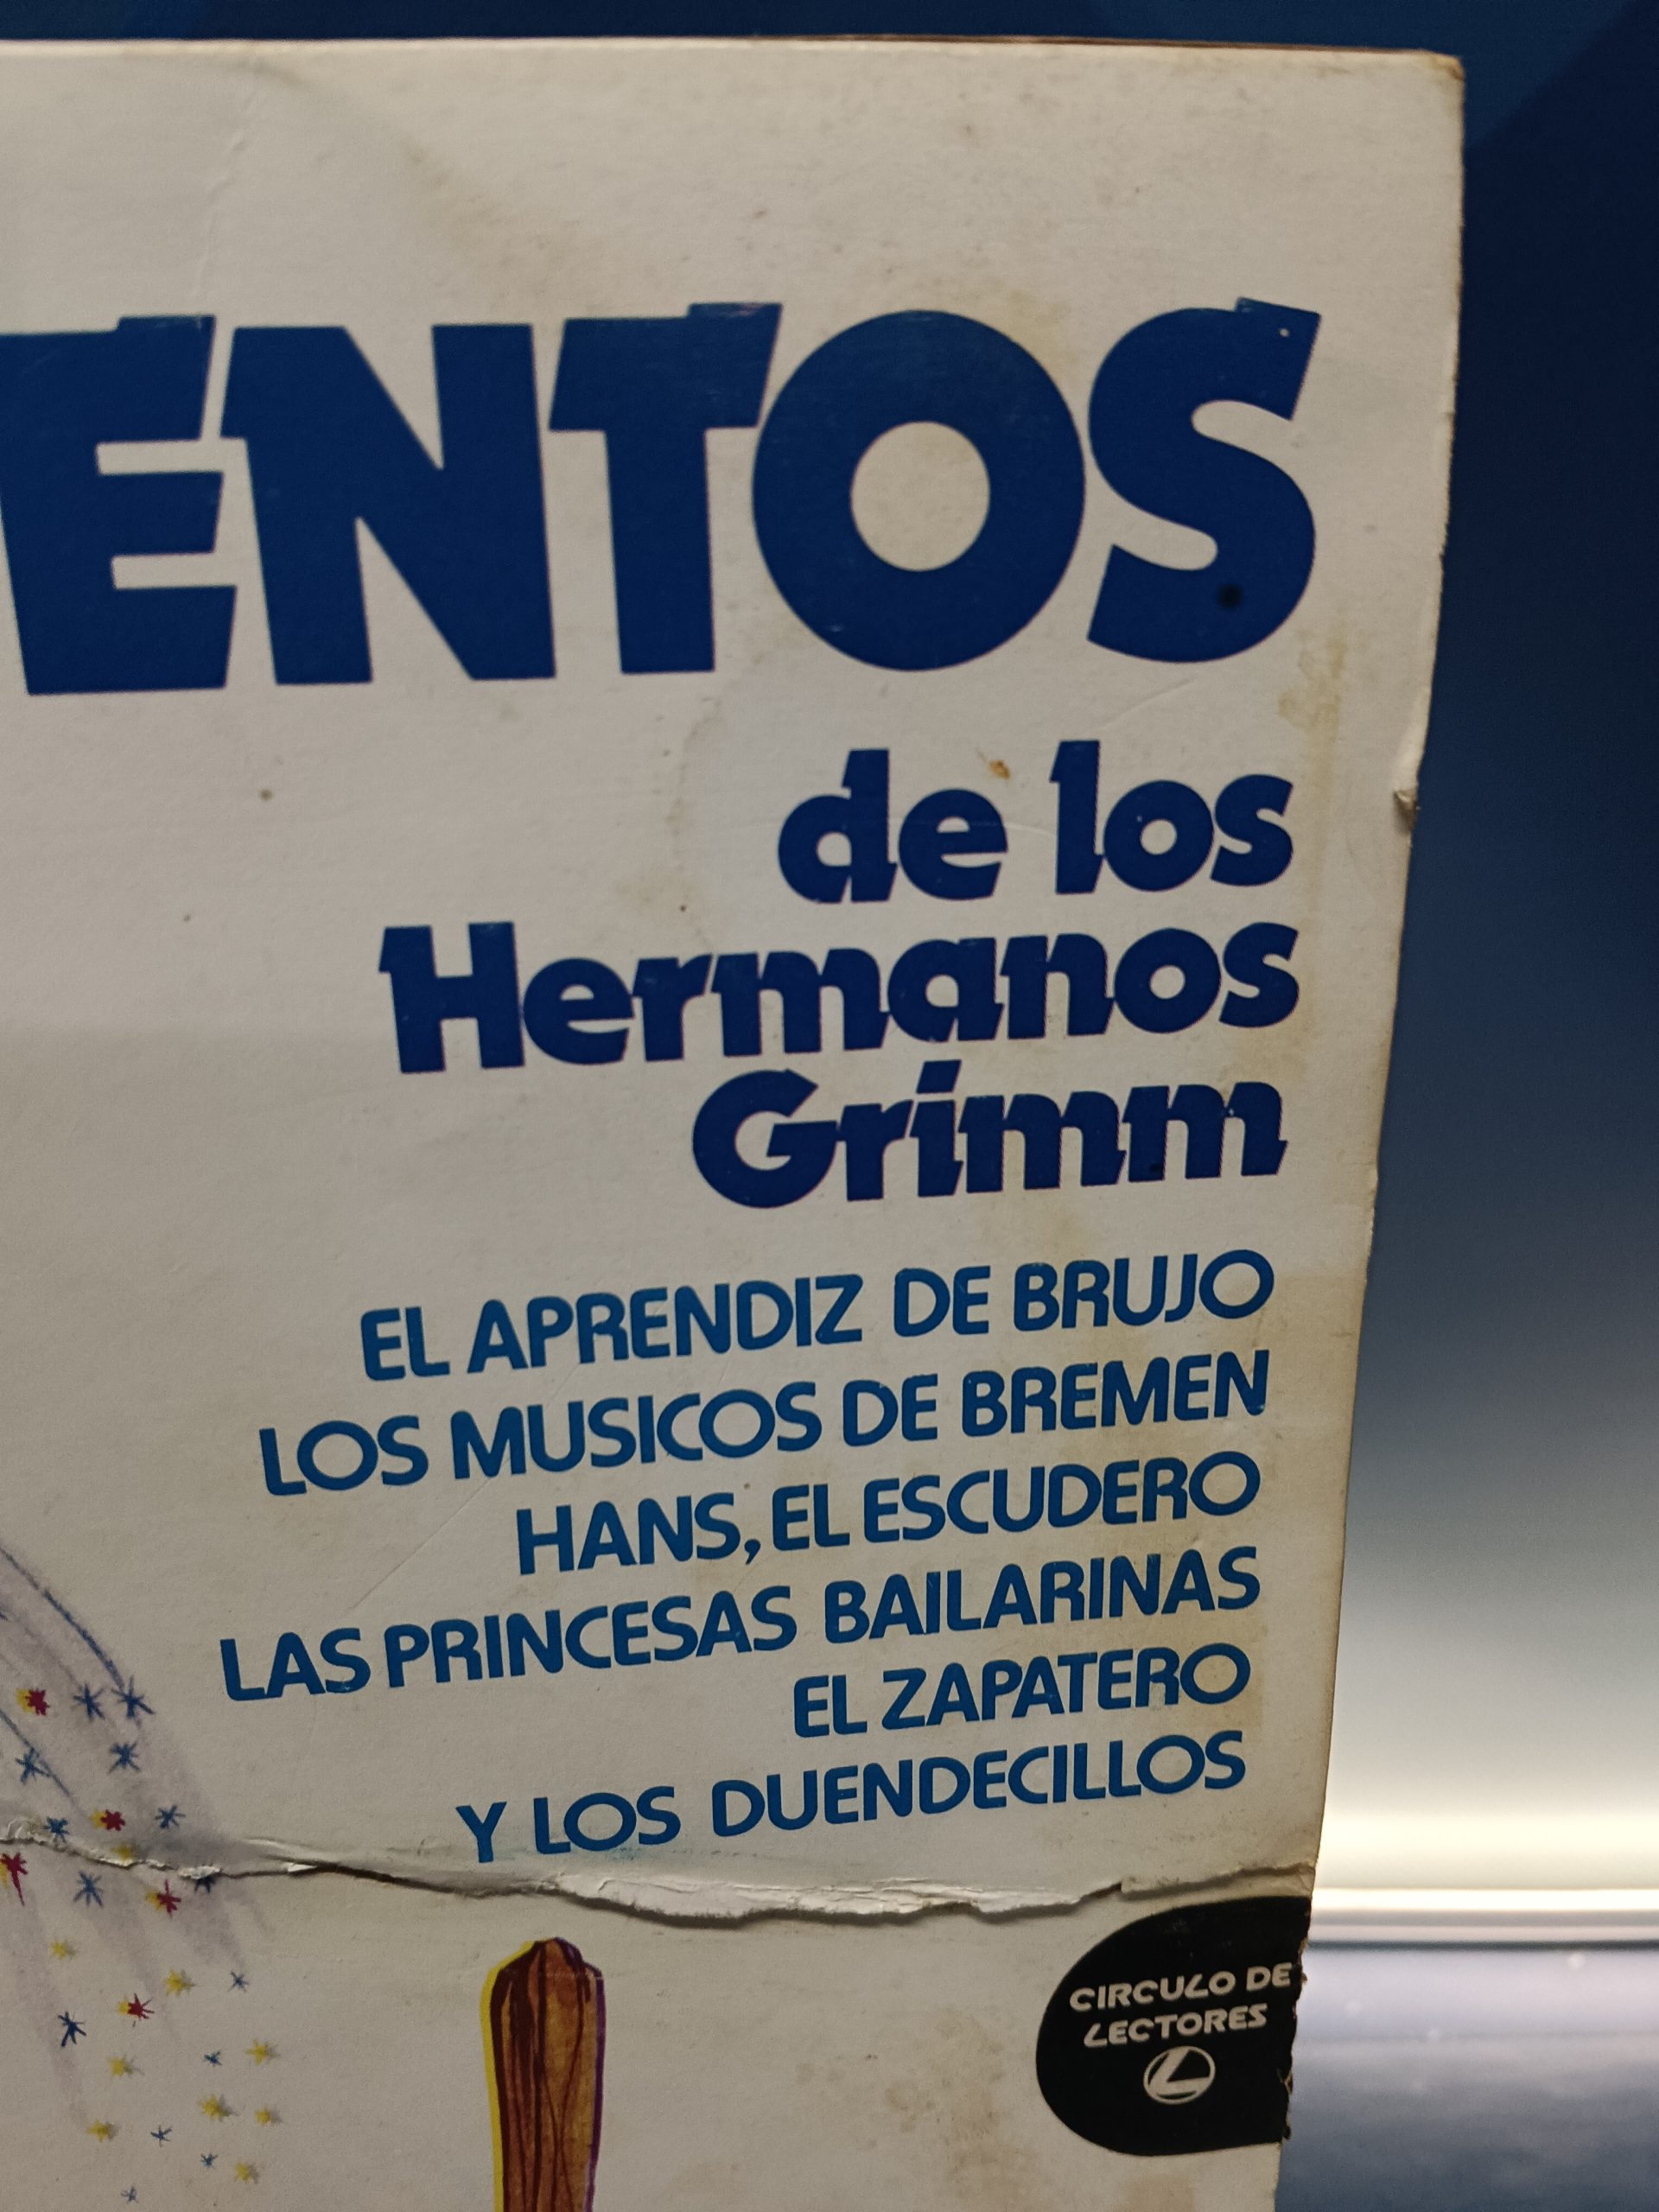 ENTOS
de los
Hermanos
Grimm
EL APRENDIZ DE BRUJO
LOS MUSICOS DE BREMEN
HANS, EL ESCUDERO
LAS PRINCESAS BAILARINAS
EL ZAPATERO
Y LOS DUENDECILLOS
CIRCULO DE
LECTORES